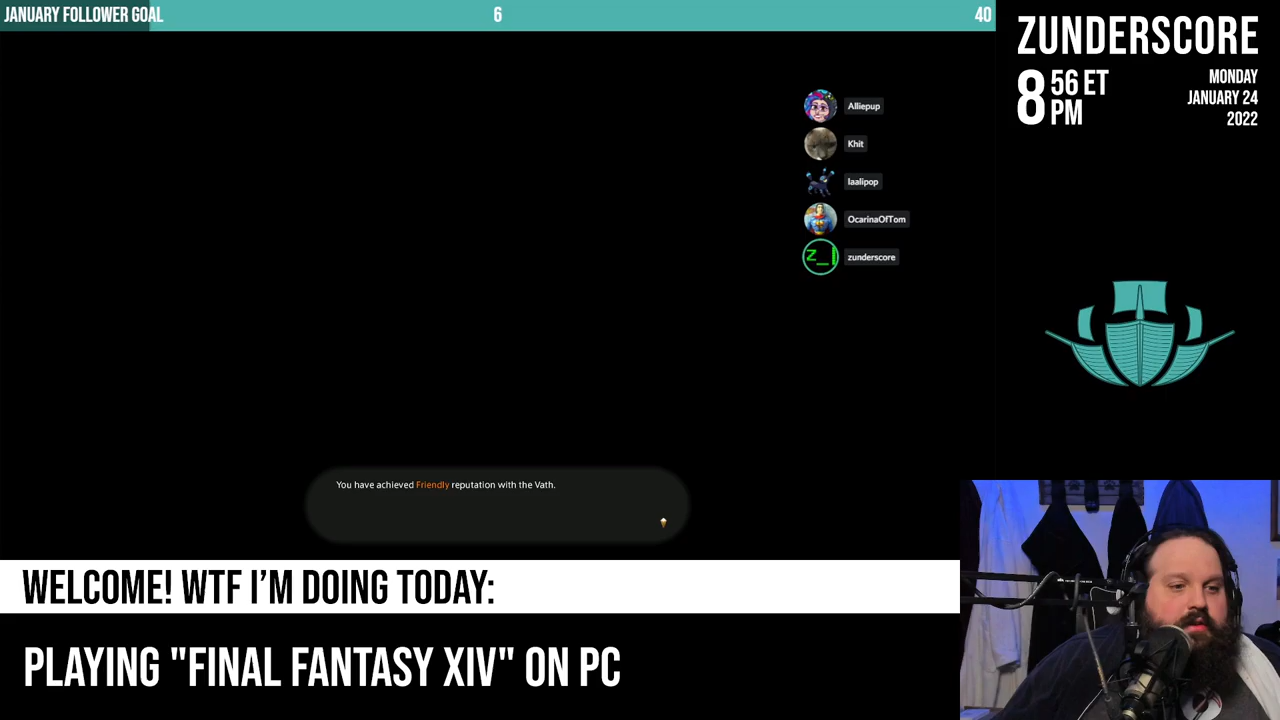 JANUARY FOLLOWER GOAL 6 40
ZUNDERSCORE
8 56 ET PM
MONDAY
JANUARY 24
2022
Alliepup
Khit
laalipop
OcarinaOfTom
z_
zunderscore
You have achieved Friendly reputation with the Vath.
WELCOME! WTF I'M DOING TODAY:
PLAYING "FINAL FANTASY XIV" ON PC